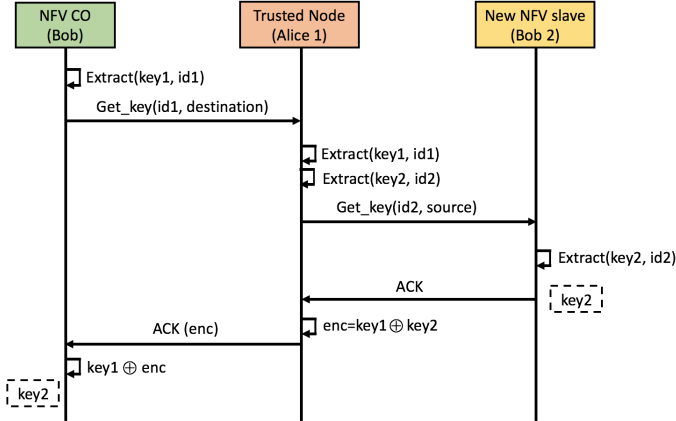 NFV CO
(Bob)
Trusted Node
(Alice 1)
New NFV slave
(Bob 2)
Extract(key1, id1)
Get_key(id1, destination)
Extract(key1, id1)
Extract(key2, id2)
Get_key(id2, source)
Extract(key2, id2)
ACK
key2
enc=key1⊕key2
ACK (enc)
key1 ⊕ enc
key2